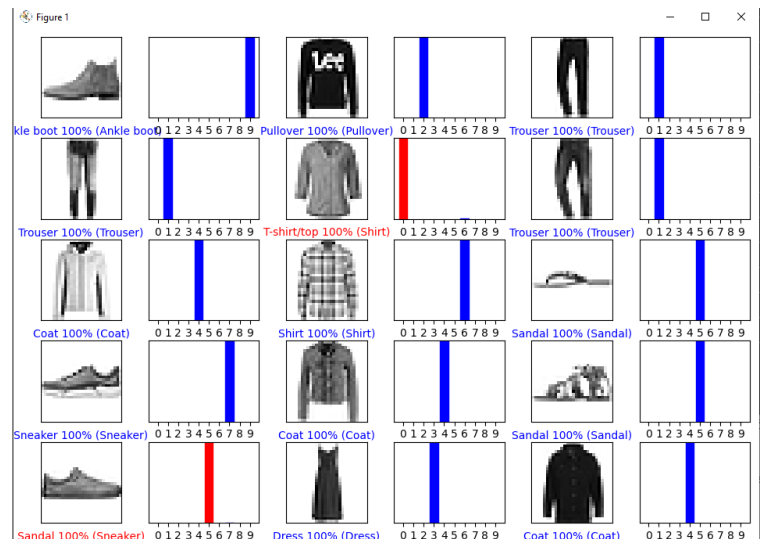 Figure 1
Lee
0 1 2 3 4 5 6 7 8 9 0 1 2 3 4 5 6 7 8 9 0 1 2 3 4 5 6 7 8 9
kle boot 100% (Ankle boot) Pullover 100% (Pullover) Trouser 100% (Trouser)
0 1 2 3 4 5 6 7 8 9 0 1 2 3 4 5 6 7 8 9 0 1 2 3 4 5 6 7 8 9
Trouser 100% (Trouser) T-shirt/top 100% (Shirt) Trouser 100% (Trouser)
0 1 2 3 4 5 6 7 8 9 0 1 2 3 4 5 6 7 8 9 0 1 2 3 4 5 6 7 8 9
Coat 100% (Coat) Shirt 100% (Shirt) Sandal 100% (Sandal)
0 1 2 3 4 5 6 7 8 9 0 1 2 3 4 5 6 7 8 9 0 1 2 3 4 5 6 7 8 9
Sneaker 100% (Sneaker) Coat 100% (Coat) Sandal 100% (Sandal)
0 1 2 3 4 5 6 7 8 9 0 1 2 3 4 5 6 7 8 9 0 1 2 3 4 5 6 7 8 9
Sandal 100% (Sneaker) Dress 100% (Dress) Coat 100% (Coat)